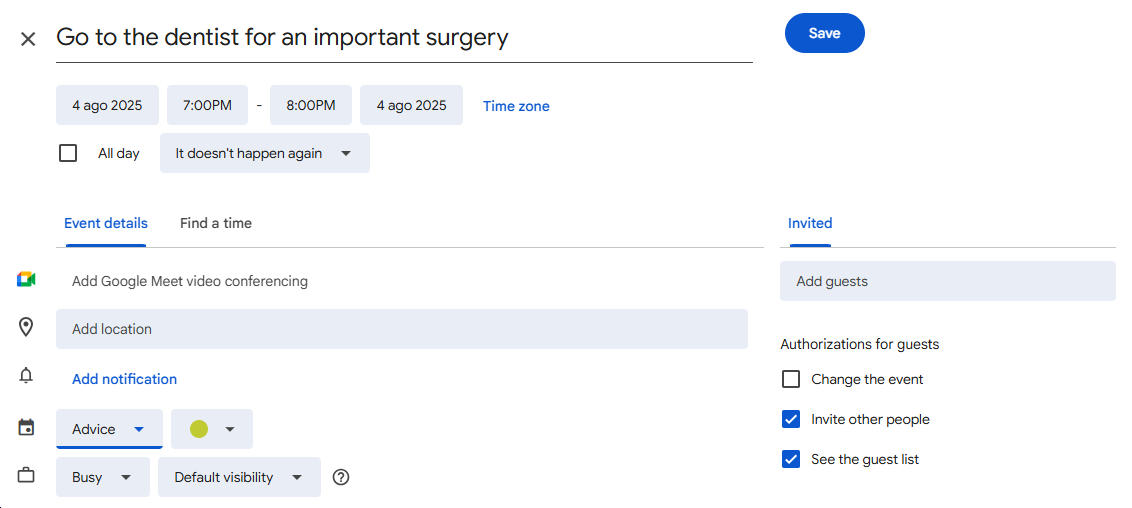 Go to the dentist for an important surgery
Save
4 ago 2025 7:00PM - 8:00PM 4 ago 2025 Time zone
All day It doesn't happen again
Event details Find a time
Invited
Add Google Meet video conferencing
Add guests
Add location
Authorizations for guests
Add notification
Change the event
Advice
Invite other people
See the guest list
Busy Default visibility